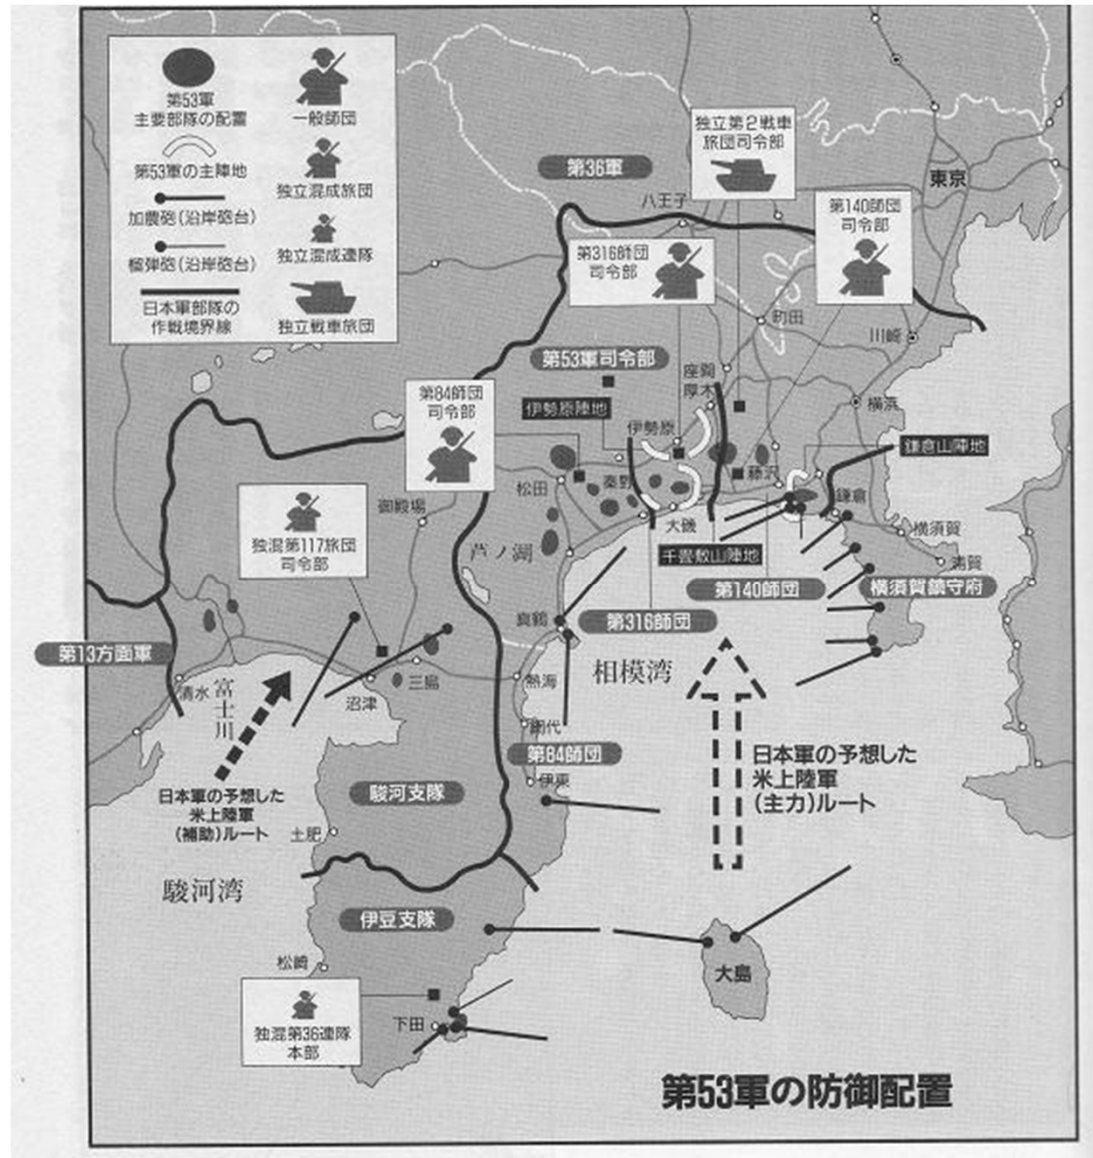 第53軍
主要部隊の配置
一般師団
第53軍の主陣地
独立混成旅団
加農砲(沿岸砲台)
独立混成連隊
榴弾砲(沿岸砲台)
日本軍部隊の
作戦境界線
独立戦車旅団
独立第2戦車
旅団司令部
第36軍
東京
八王子
第140師団
司令部
第316師団
司令部
町田
川崎
第53軍司令部
座間
厚木
横浜
第84師団
司令部
伊勢原陣地
伊勢原
鎌倉山陣地
松田
秦野
藤沢
鎌倉
御殿場
大磯
横須賀
独混第117旅団
司令部
芦ノ湖
千畳敷山陣地
浦賀
第140師団
横須賀鎮守府
真鶴
第316師団
第13方面軍
相模湾
清水
富士川
沼津
三島
熱海
網代
第84師団
伊東
日本軍の予想した
米上陸軍
(主力)ルート
日本軍の予想した
米上陸軍
(補助)ルート
駿河支隊
土肥
駿河湾
伊豆支隊
松崎
大島
独混第36連隊
本部
下田
第53軍の防御配置